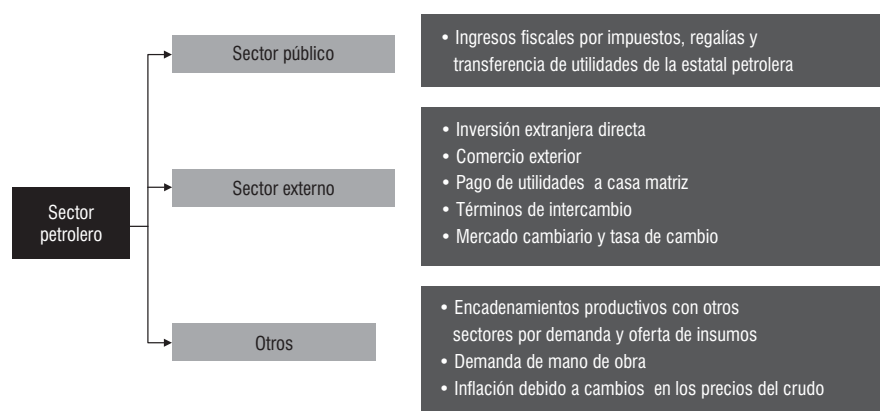 Sector
petrolero
Sector público
• Ingresos fiscales por impuestos, regalías y
transferencia de utilidades de la estatal petrolera
Sector externo
• Inversión extranjera directa
• Comercio exterior
• Pago de utilidades a casa matriz
• Términos de intercambio
• Mercado cambiario y tasa de cambio
Otros
• Encadenamientos productivos con otros
sectores por demanda y oferta de insumos
• Demanda de mano de obra
• Inflación debido a cambios en los precios del crudo